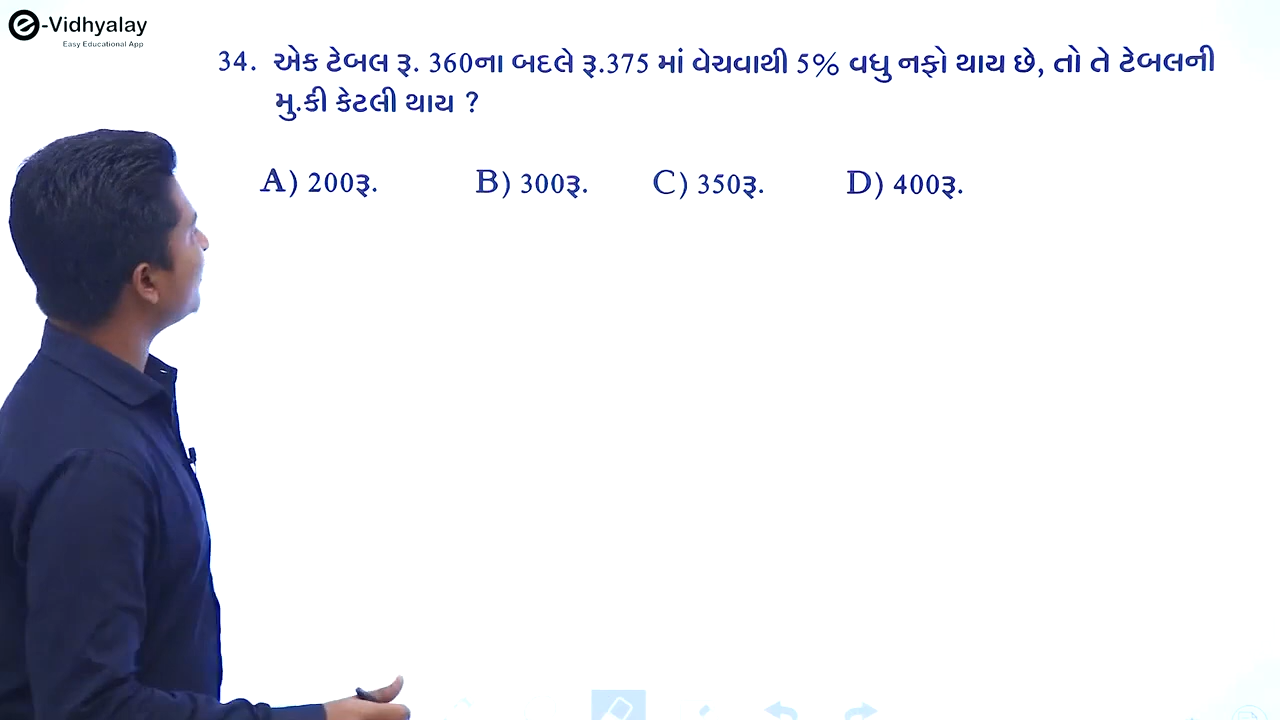 e-Vidhyalay
Easy Educational App
34. એક ટેબલ રૂ. 360ના બદલે રૂ.375 માં વેચવાથી 5% વધુ નફો થાય છે, તો તે ટેબલની
મુ.કી કેટલી થાય ?
A) 200રૂ. B) 300રૂ. C) 350રૂ. D) 400રૂ.